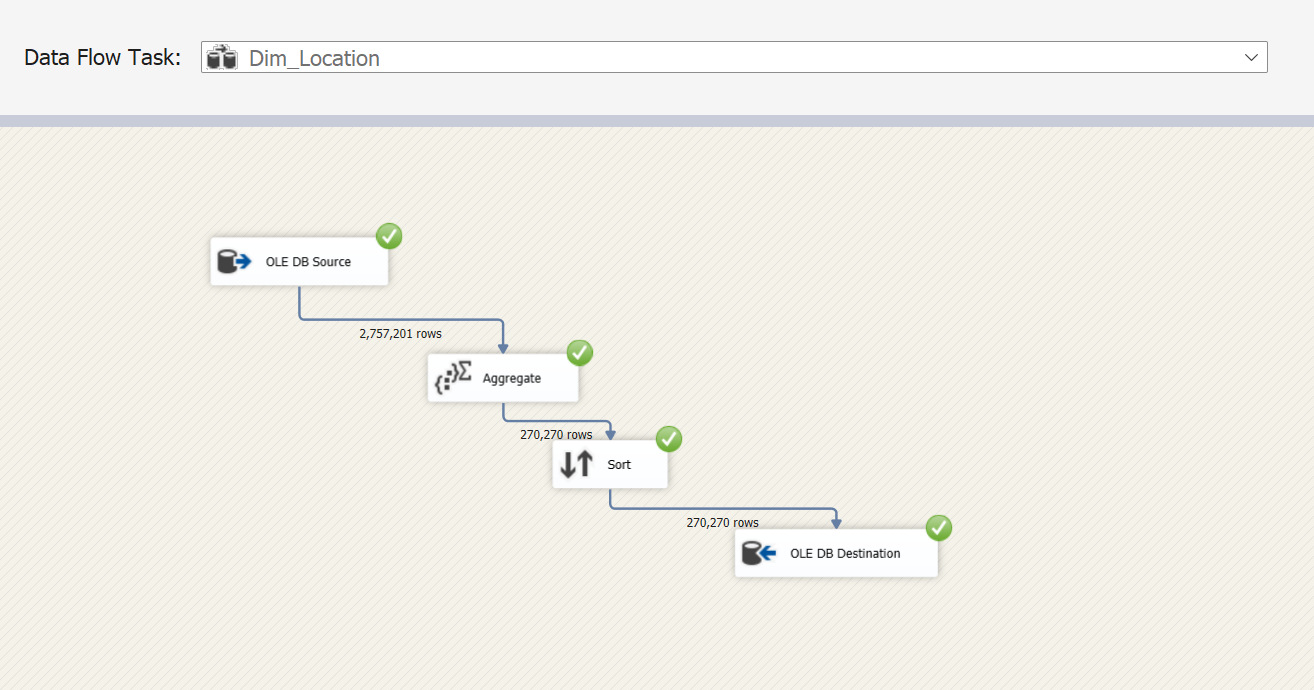 Data Flow Task: Dim_Location
OLE DB Source
2,757,201 rows
Aggregate
270,270 rows
Sort
270,270 rows
OLE DB Destination